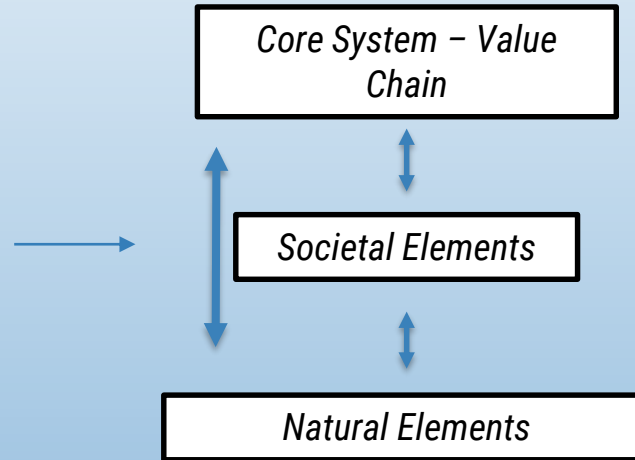 Core System – Value
Chain
Societal Elements
Natural Elements